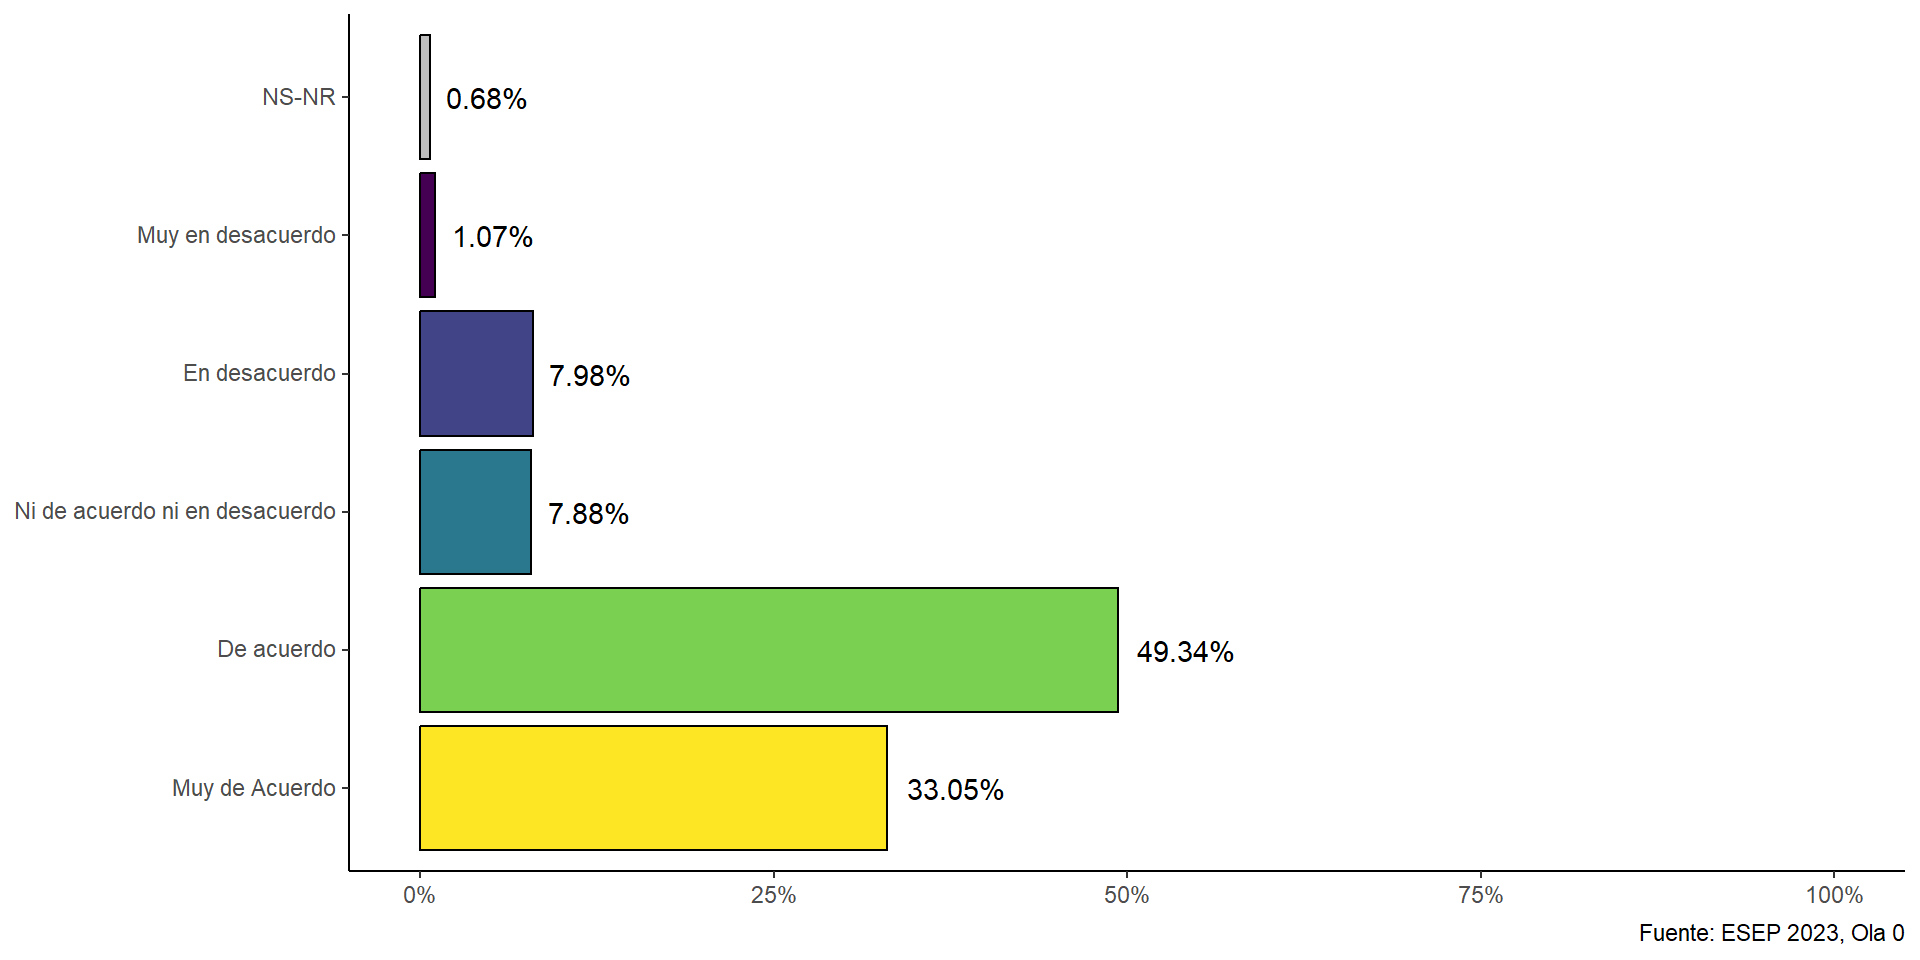 NS-NR
0.68%
Muy en desacuerdo
1.07%
En desacuerdo
7.98%
Ni de acuerdo ni en desacuerdo
7.88%
De acuerdo
49.34%
Muy de Acuerdo
33.05%
0% 25% 50% 75% 100%
Fuente: ESEP 2023, Ola 0